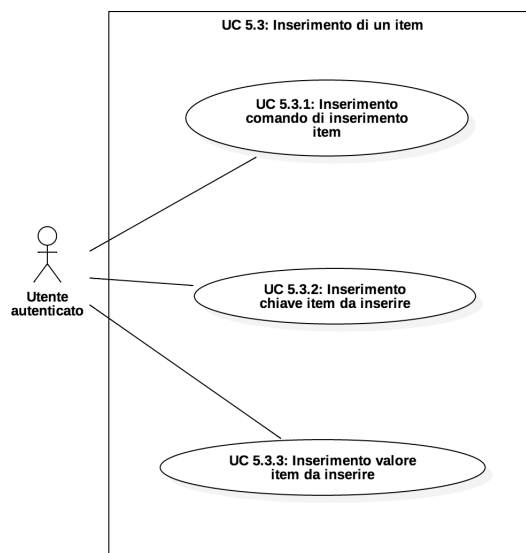 UC 5.3: Inserimento di un item
UC 5.3.1: Inserimento
comando di inserimento
item
Utente
autenticato
UC 5.3.2: Inserimento
chiave item da inserire
UC 5.3.3: Inserimento valore
item da inserire